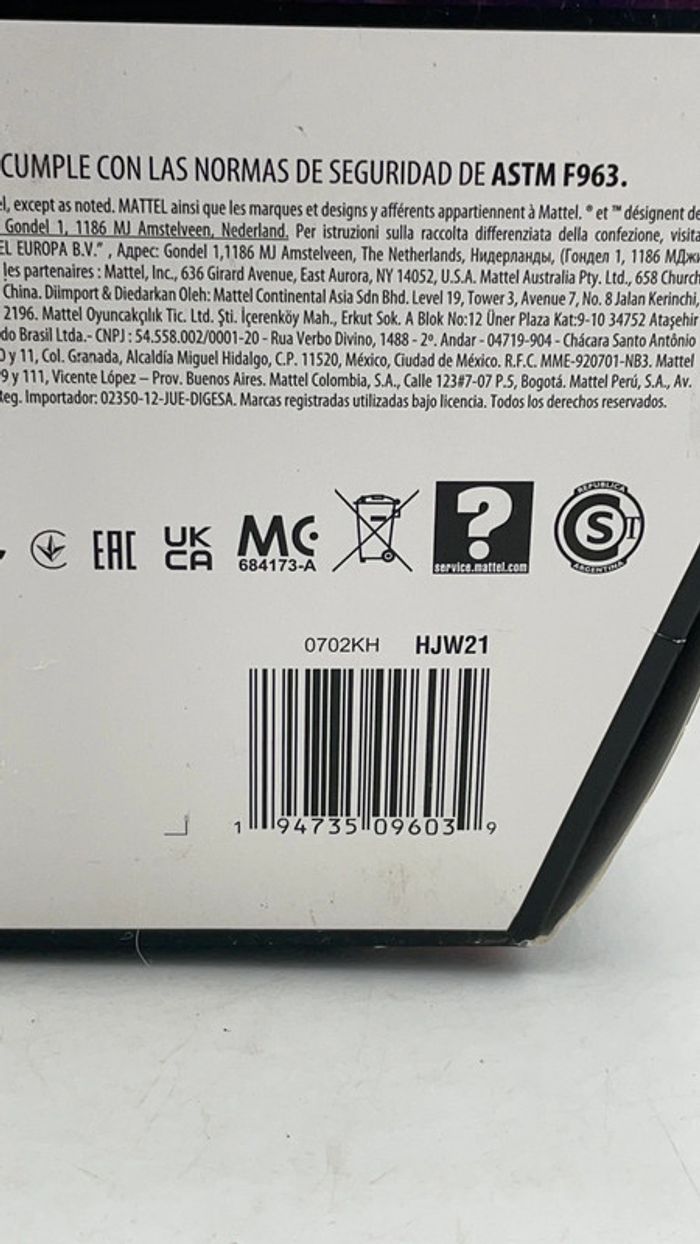 CUMPLE CON LAS NORMAS DE SEGURIDAD DE ASTM F963.
el, except as noted. MATTEL ainsi que les marques et designs y afférents appartiennent à Mattel. ® et ™ désignent de
Gondel 1, 1186 MJ Amstelveen, Nederland. Per istruzioni sulla raccolta differenziata della confezione, visita
EL EUROPA B.V.", Адрес: Gondel 1,1186 MJ Amstelveen, The Netherlands, Нидерланды, (Гондел 1, 1186 МДжи
les partenaires : Mattel, Inc., 636 Girard Avenue, East Aurora, NY 14052, U.S.A. Mattel Australia Pty. Ltd., 658 Church
China. Diimport & Diedarkan Oleh: Mattel Continental Asia Sdn Bhd. Level 19, Tower 3, Avenue 7, No. 8 Jalan Kerinchi,
2196. Mattel Oyuncakçılık Tic. Ltd. Şti. İçerenköy Mah., Erkut Sok. A Blok No:12 Üner Plaza Kat:9-10 34752 Ataşehir
do Brasil Ltda.- CNPJ : 54.558.002/0001-20 - Rua Verbo Divino, 1488 - 2º. Andar - 04719-904 - Chácara Santo Antônio
0 y 11, Col. Granada, Alcaldía Miguel Hidalgo, C.P. 11520, México, Ciudad de México. R.F.C. MME-920701-NB3. Mattel
9 y 111, Vicente López – Prov. Buenos Aires. Mattel Colombia, S.A., Calle 123#7-07 P.5, Bogotá. Mattel Perú, S.A., Av.
Reg. Importador: 02350-12-JUE-DIGESA. Marcas registradas utilizadas bajo licencia. Todos los derechos reservados.
EAC
UK
CA
MC
684173-A
?
service.mattel.com
REPUBLICA
S T
ARGENTINA
0702KH HJW21
1 94735 09603 9